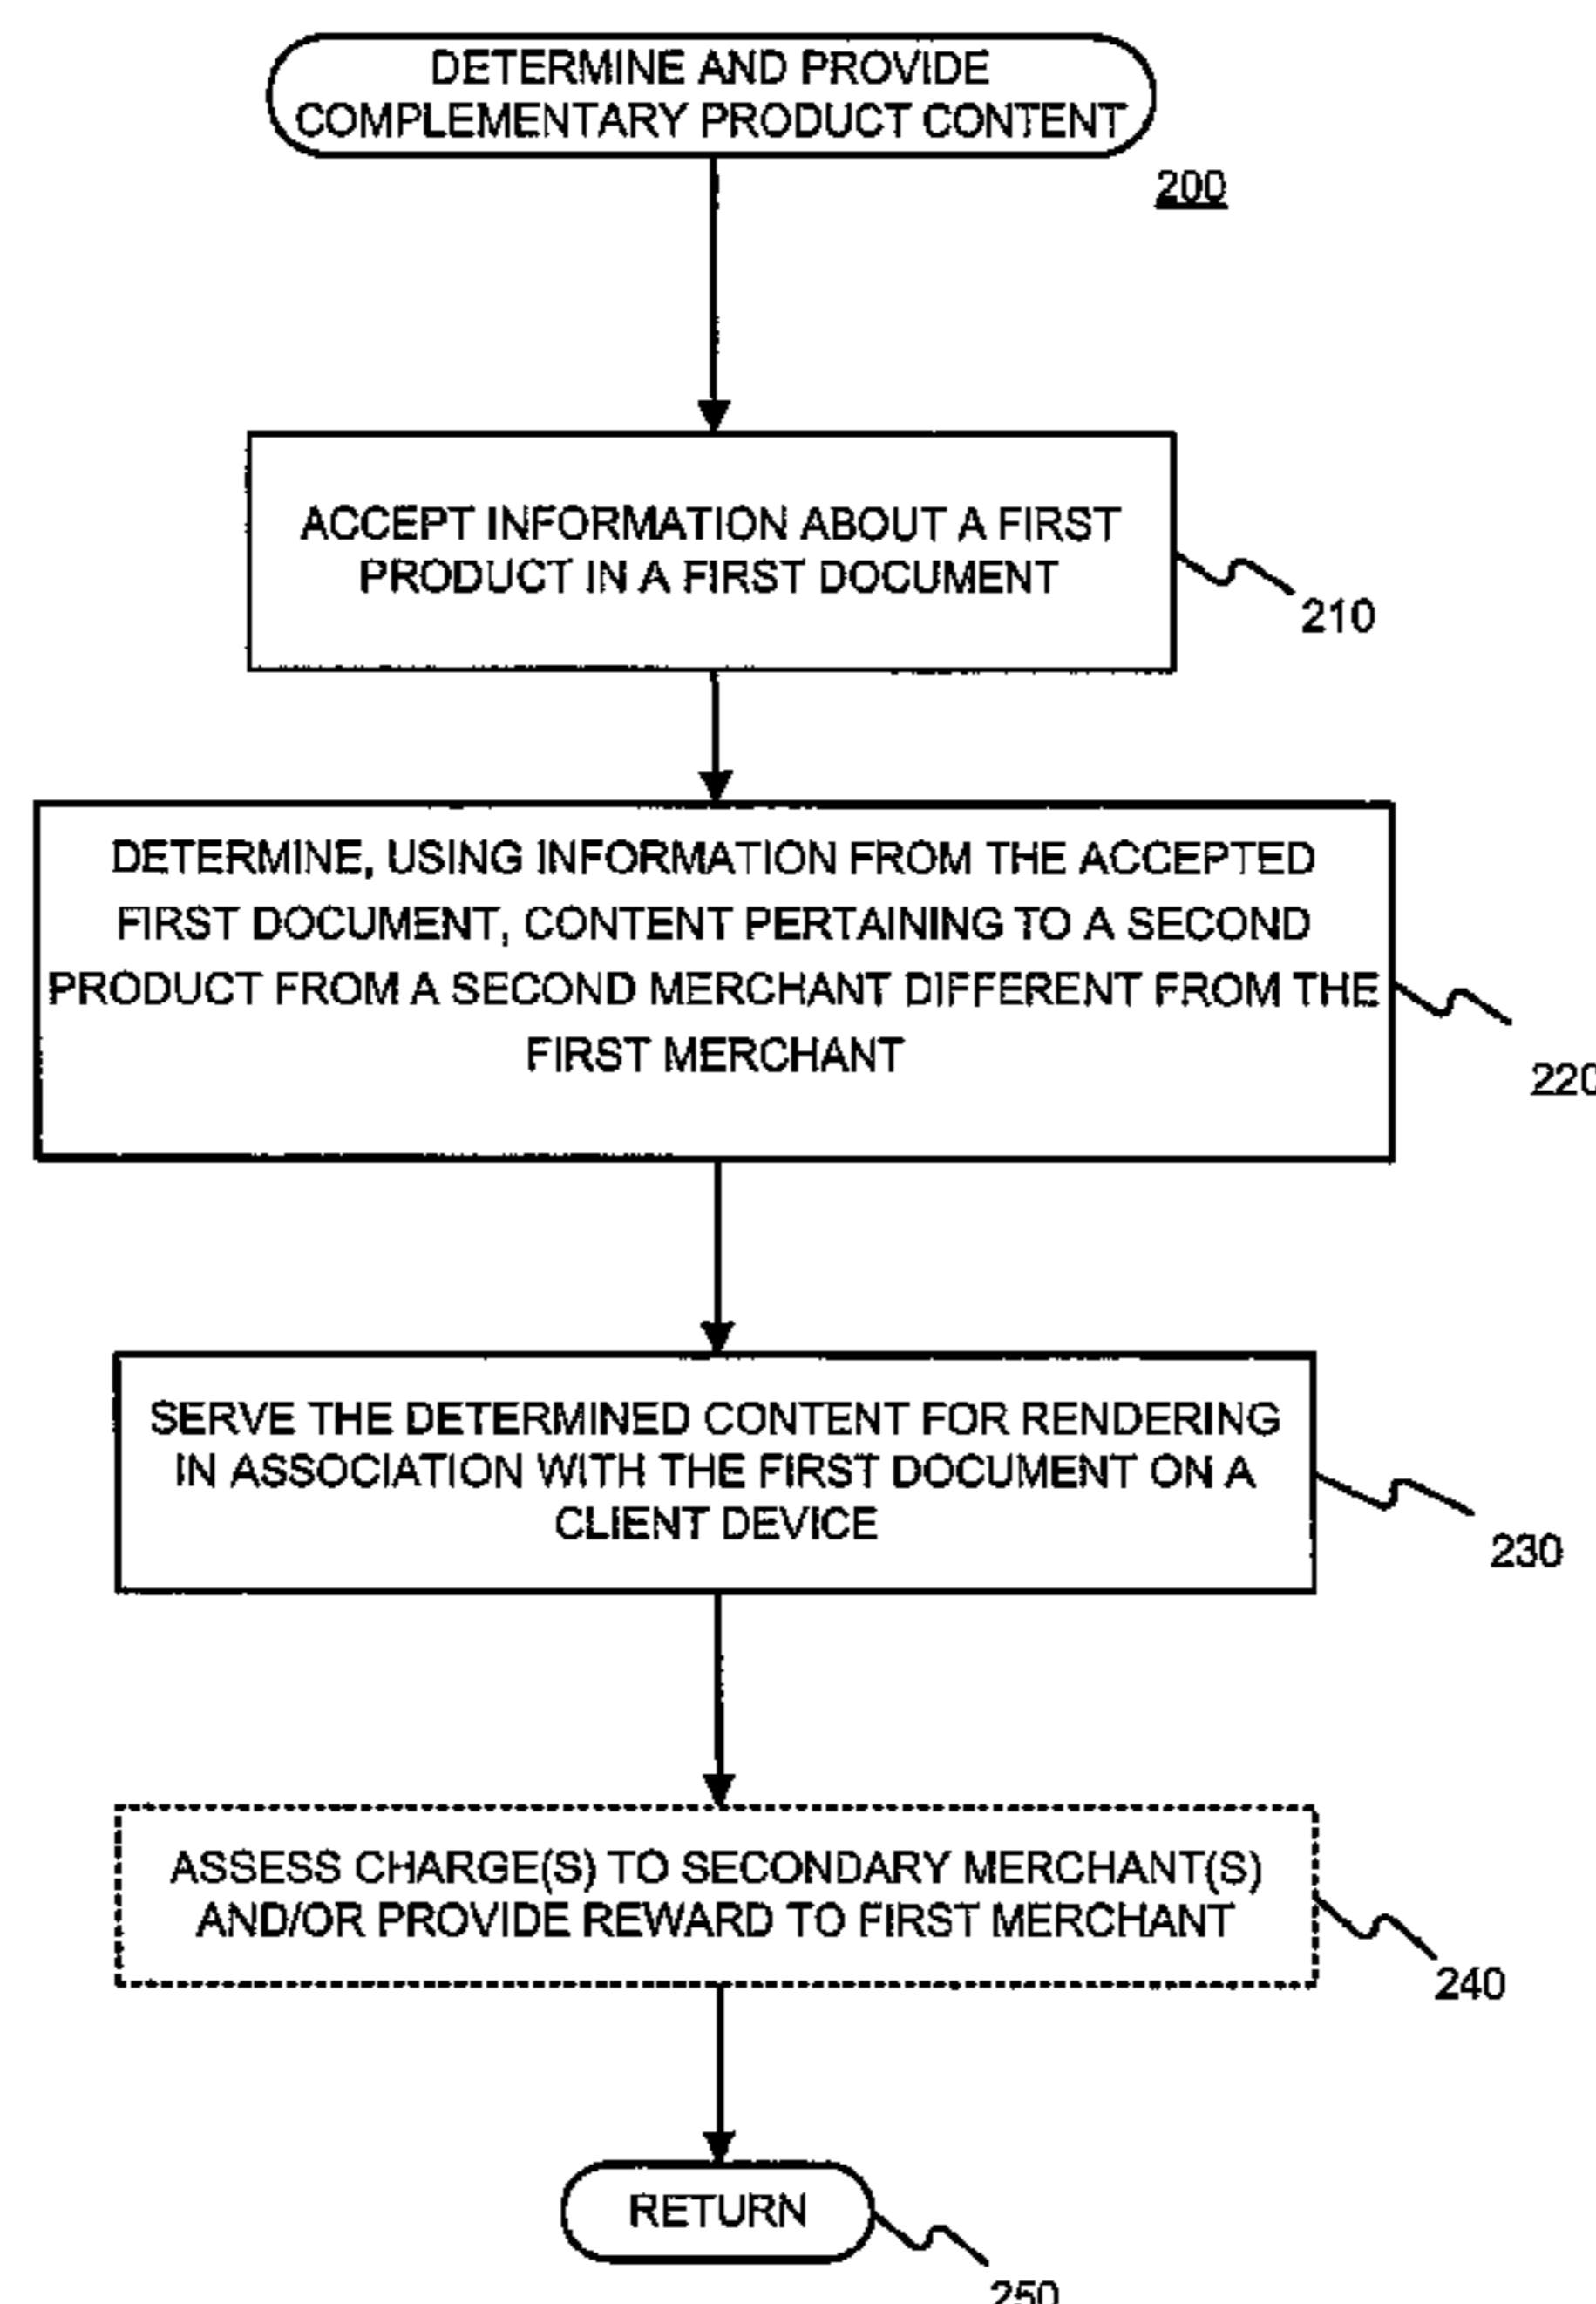 DETERMINE AND PROVIDE
COMPLEMENTARY PRODUCT CONTENT
200
ACCEPT INFORMATION ABOUT A FIRST
PRODUCT IN A FIRST DOCUMENT
210
DETERMINE, USING INFORMATION FROM THE ACCEPTED
FIRST DOCUMENT, CONTENT PERTAINING TO A SECOND
PRODUCT FROM A SECOND MERCHANT DIFFERENT FROM THE
FIRST MERCHANT
220
SERVE THE DETERMINED CONTENT FOR RENDERING
IN ASSOCIATION WITH THE FIRST DOCUMENT ON A
CLIENT DEVICE
230
ASSESS CHARGE(S) TO SECONDARY MERCHANT(S)
AND/OR PROVIDE REWARD TO FIRST MERCHANT
240
RETURN
250